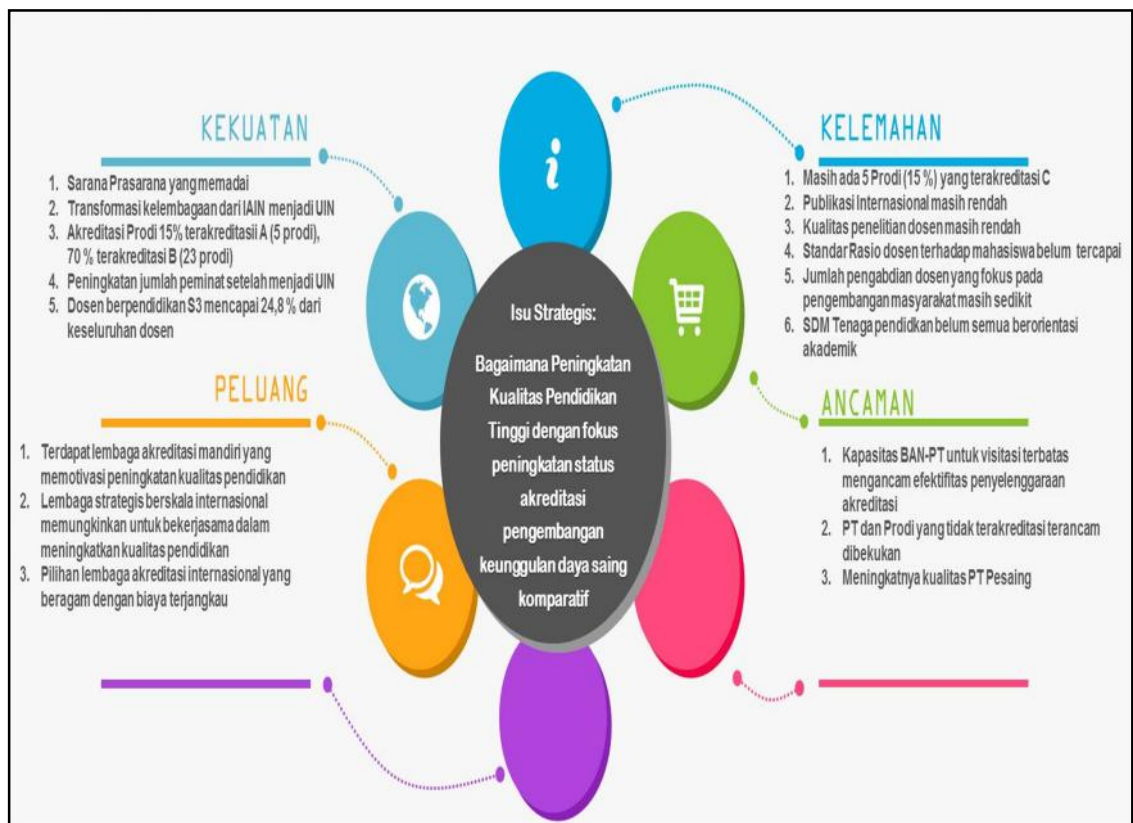 KEKUATAN
1. Sarana Prasarana yang memadai
2. Transformasi kelembagaan dari IAIN menjadi UIN
3. Akreditasi Prodi 15% terakreditasii A (5 prodi),
70 % terakreditasi B (23 prodi)
4. Peningkatan jumlah peminat setelah menjadi UIN
5. Dosen berpendidikan S3 mencapai 24,8 % dari
keseluruhan dosen
KELEMAHAN
1. Masih ada 5 Prodi (15 %) yang terakreditasi C
2. Publikasi Internasional masih rendah
3. Kualitas penelitian dosen masih rendah
4. Standar Rasio dosen terhadap mahasiswa belum tercapai
5. Jumlah pengabdian dosen yang fokus pada
pengembangan masyarakat masih sedikit
6. SDM Tenaga pendidkan belum semua berorientasi
akademik
Isu Strategis:
Bagaimana Peningkatan
Kualitas Pendidikan
Tinggi dengan fokus
peningkatan status
akreditasi
pengembangan
keunggulan daya saing
komparatif
PELUANG
1. Terdapat lembaga akreditasi mandiri yang
memotivasi peningkatan kualitas pendidikan
2. Lembaga strategis berskala internasional
memungkinkan untuk bekerjasama dalam
meningkatkan kualitas pendidikan
3. Pilihan lembaga akreditasi internasional yang
beragam dengan biaya terjangkau
ANCAMAN
1. Kapasitas BAN-PT untuk visitasi terbatas
mengancam efektifitas penyelenggaraan
akreditasi
2. PT dan Prodi yang tidak terakreditasi terancam
dibekukan
3. Meningkatnya kualitas PT Pesaing